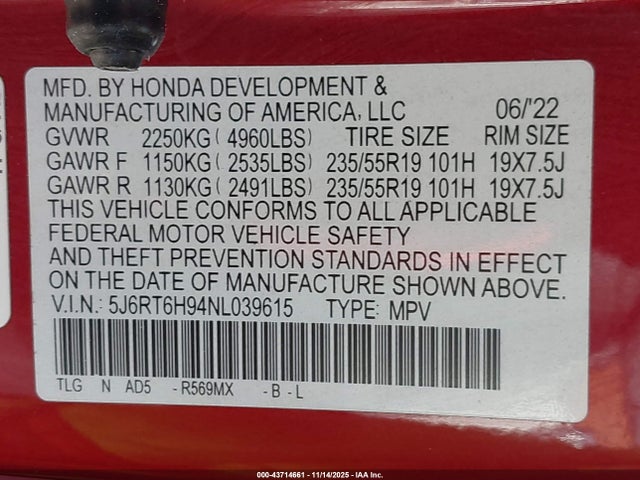 MFD. BY HONDA DEVELOPMENT &
MANUFACTURING OF AMERICA, LLC 06/'22
GVWR 2250KG( 4960LBS) TIRE SIZE RIM SIZE
GAWR F 1150KG( 2535LBS) 235/55R19 101H 19X7.5J
GAWR R 1130KG( 2491LBS) 235/55R19 101H 19X7.5J
THIS VEHICLE CONFORMS TO ALL APPLICABLE
FEDERAL MOTOR VEHICLE SAFETY
AND THEFT PREVENTION STANDARDS IN EFFECT
ON THE DATE OF MANUFACTURE SHOWN ABOVE.
V.I.N.: 5J6RT6H94NL039615 TYPE: MPV
TLG N AD5 -R569MX -B-L
000-43714661 - 11/14/2025 - IAA Inc.